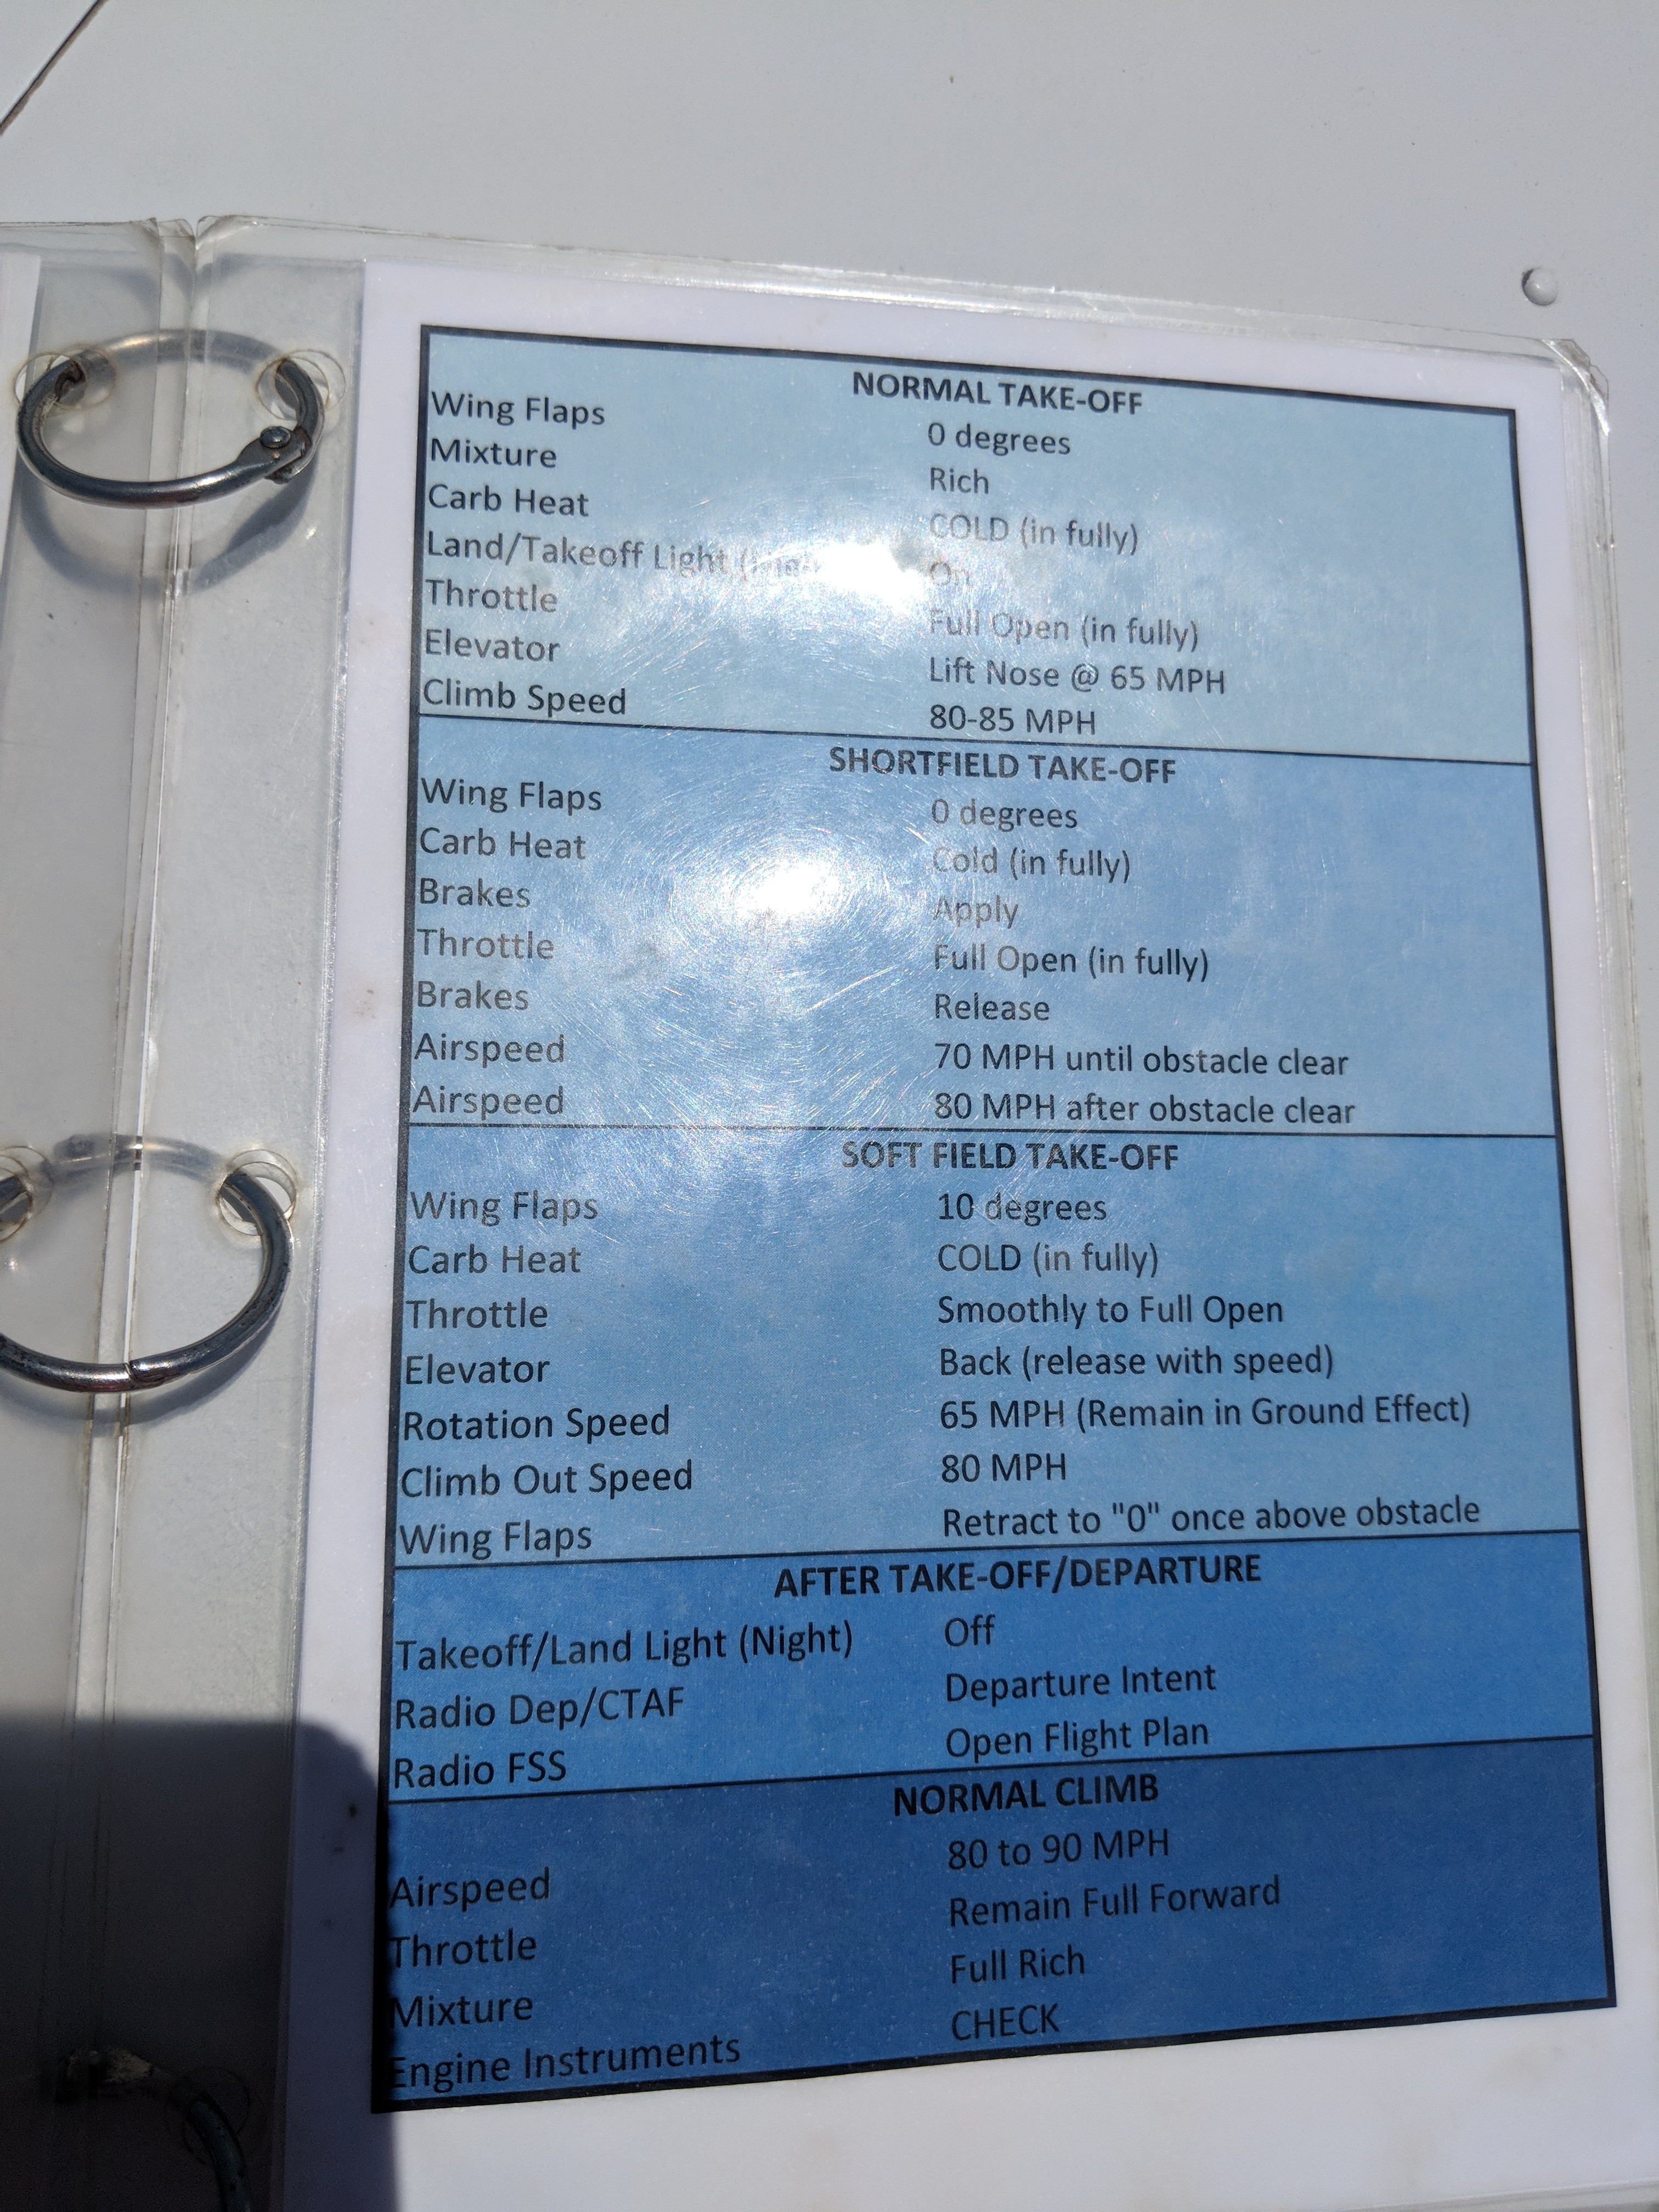 NORMAL TAKE-OFF
Wing Flaps 0 degrees
Mixture Rich
Carb Heat COLD (in fully)
Land/Takeoff Light On
Throttle Full Open (in fully)
Elevator Lift Nose @ 65 MPH
Climb Speed 80-85 MPH
SHORTFIELD TAKE-OFF
Wing Flaps 0 degrees
Carb Heat Cold (in fully)
Brakes Apply
Throttle Full Open (in fully)
Brakes Release
Airspeed 70 MPH until obstacle clear
Airspeed 80 MPH after obstacle clear
SOFT FIELD TAKE-OFF
Wing Flaps 10 degrees
Carb Heat COLD (in fully)
Throttle Smoothly to Full Open
Elevator Back (release with speed)
Rotation Speed 65 MPH (Remain in Ground Effect)
Climb Out Speed 80 MPH
Wing Flaps Retract to "0" once above obstacle
AFTER TAKE-OFF/DEPARTURE
Takeoff/Land Light (Night) Off
Radio Dep/CTAF Departure Intent
Radio FSS Open Flight Plan
NORMAL CLIMB
Airspeed 80 to 90 MPH
Throttle Remain Full Forward
Mixture Full Rich
Engine Instruments CHECK